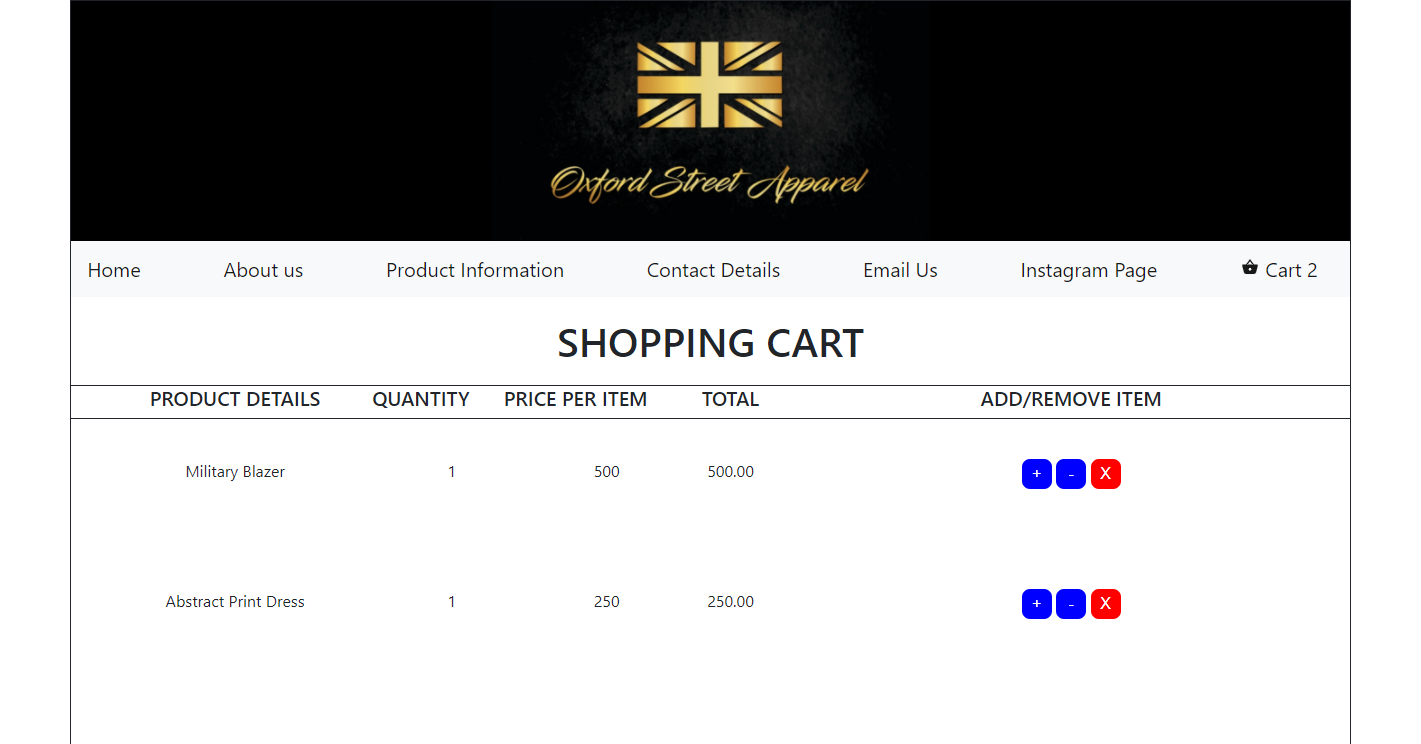 Oxford Street Apparel
Home About us Product Information Contact Details Email Us Instagram Page Cart 2
SHOPPING CART
PRODUCT DETAILS QUANTITY PRICE PER ITEM TOTAL ADD/REMOVE ITEM
Military Blazer 1 500 500.00 + - X
Abstract Print Dress 1 250 250.00 + - X